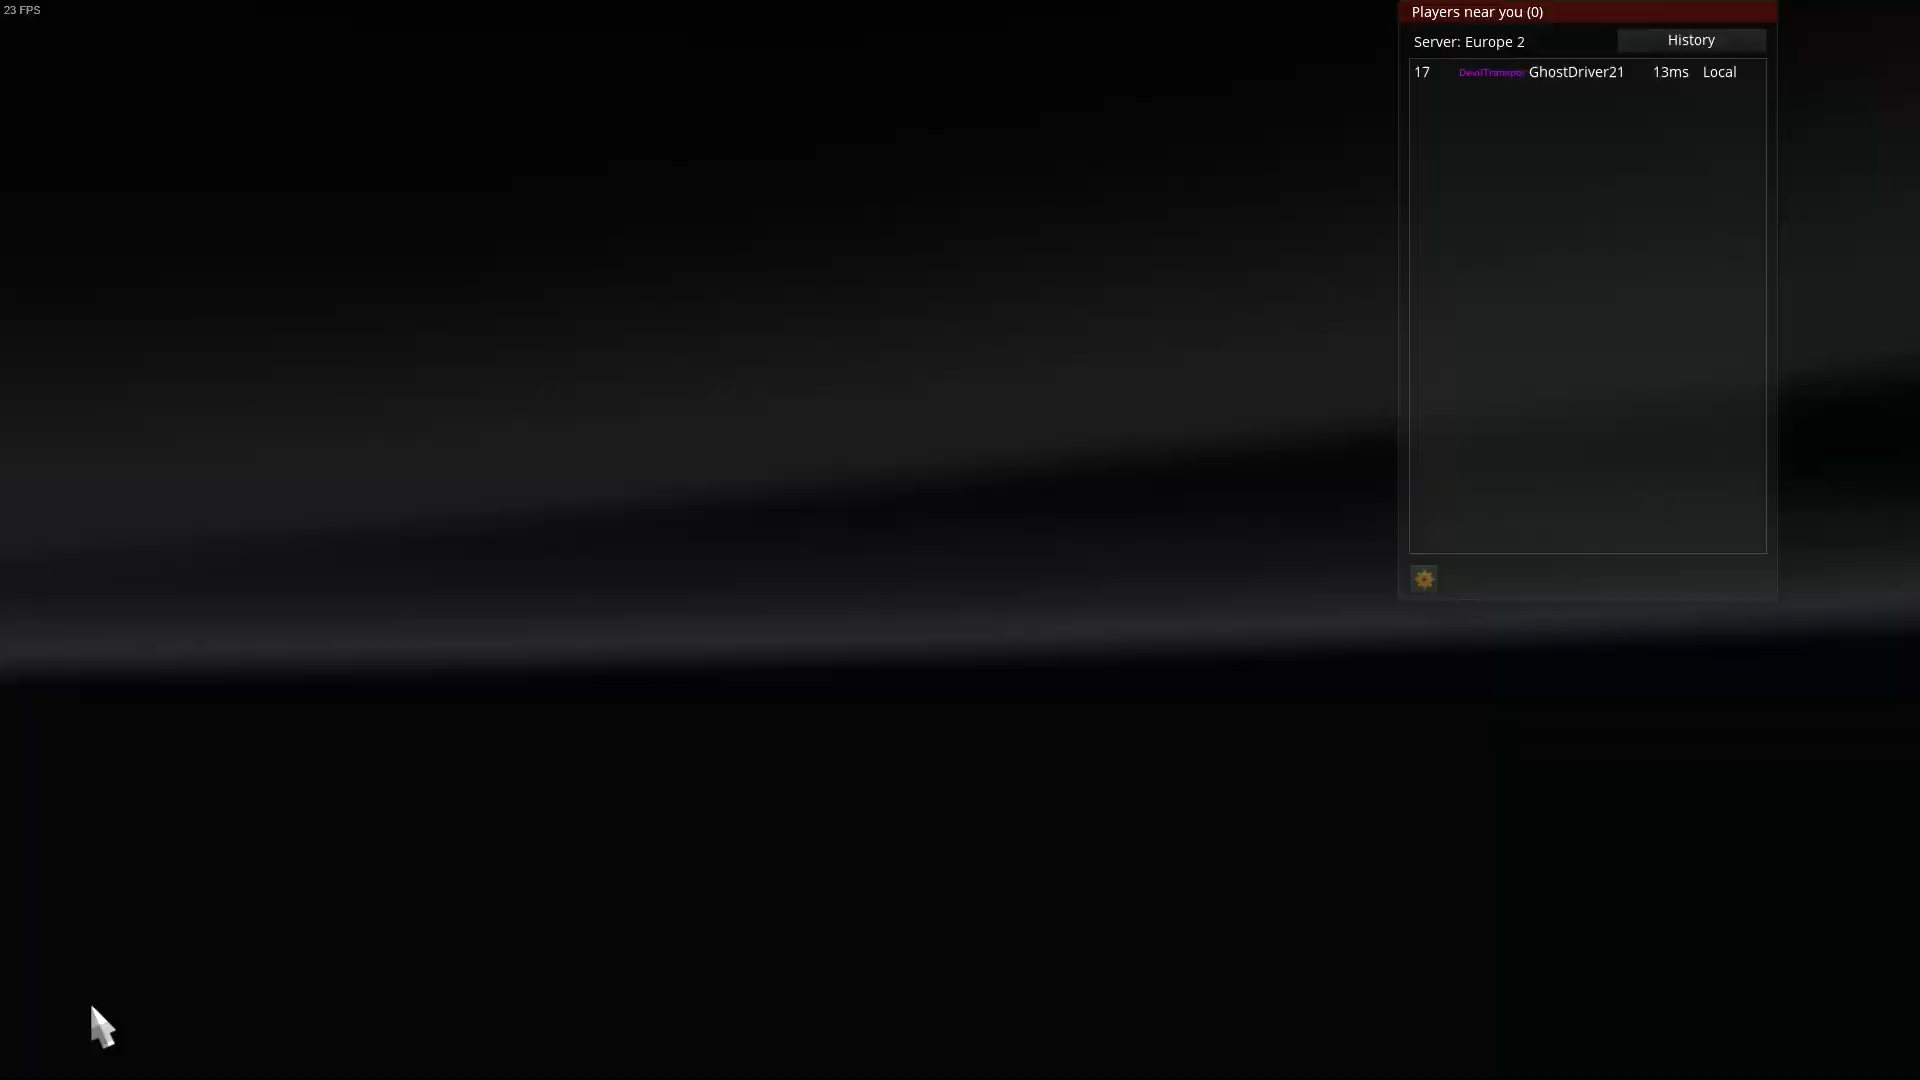 23 FPS
Players near you (0)
Server: Europe 2
History
17 GhostDriver21 13ms Local